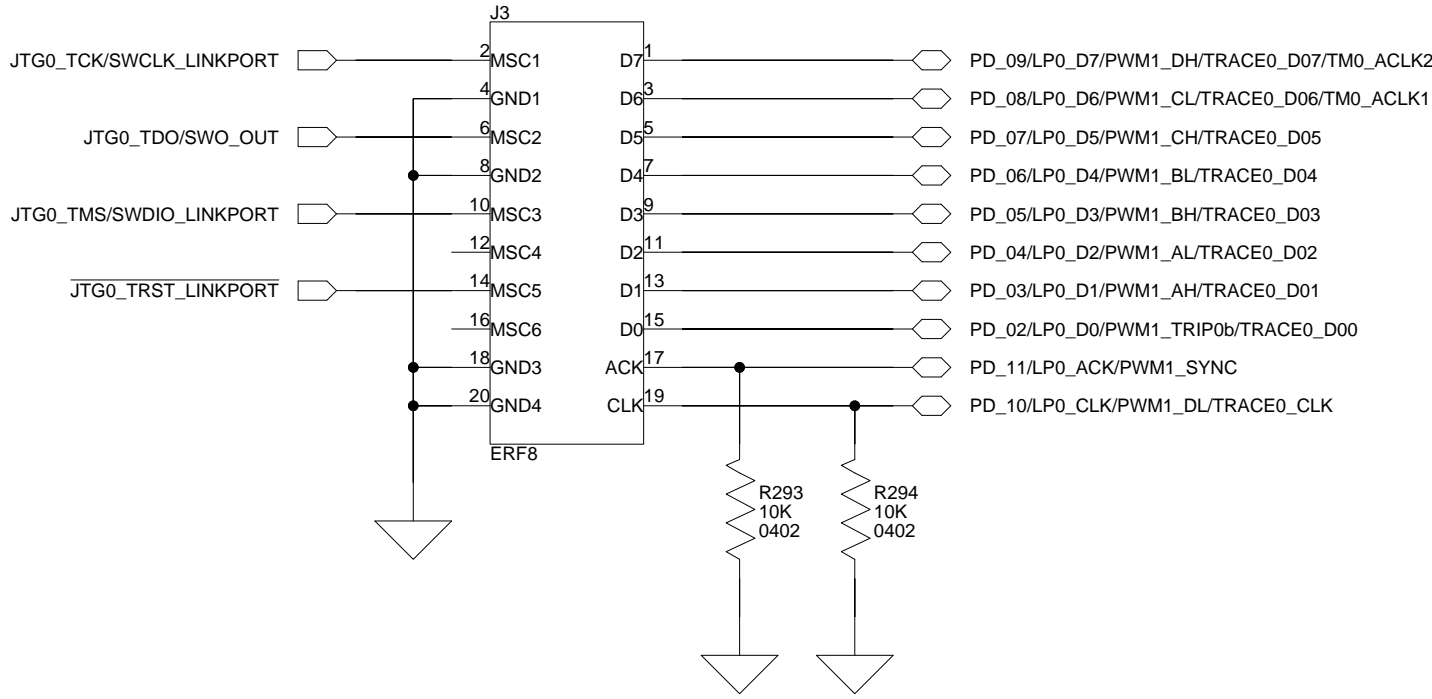 J3
JTG0_TCK/SWCLK_LINKPORT 2 MSC1 D7 1 PD_09/LP0_D7/PWM1_DH/TRACE0_D07/TM0_ACLK2
4 GND1 D6 3 PD_08/LP0_D6/PWM1_CL/TRACE0_D06/TM0_ACLK1
JTG0_TDO/SWO_OUT 6 MSC2 D5 5 PD_07/LP0_D5/PWM1_CH/TRACE0_D05
8 GND2 D4 7 PD_06/LP0_D4/PWM1_BL/TRACE0_D04
JTG0_TMS/SWDIO_LINKPORT 10 MSC3 D3 9 PD_05/LP0_D3/PWM1_BH/TRACE0_D03
12 MSC4 D2 11 PD_04/LP0_D2/PWM1_AL/TRACE0_D02
JTG0_TRST_LINKPORT 14 MSC5 D1 13 PD_03/LP0_D1/PWM1_AH/TRACE0_D01
16 MSC6 D0 15 PD_02/LP0_D0/PWM1_TRIP0b/TRACE0_D00
18 GND3 ACK 17 PD_11/LP0_ACK/PWM1_SYNC
20 GND4 CLK 19 PD_10/LP0_CLK/PWM1_DL/TRACE0_CLK
ERF8
R293 R294
10K 10K
0402 0402